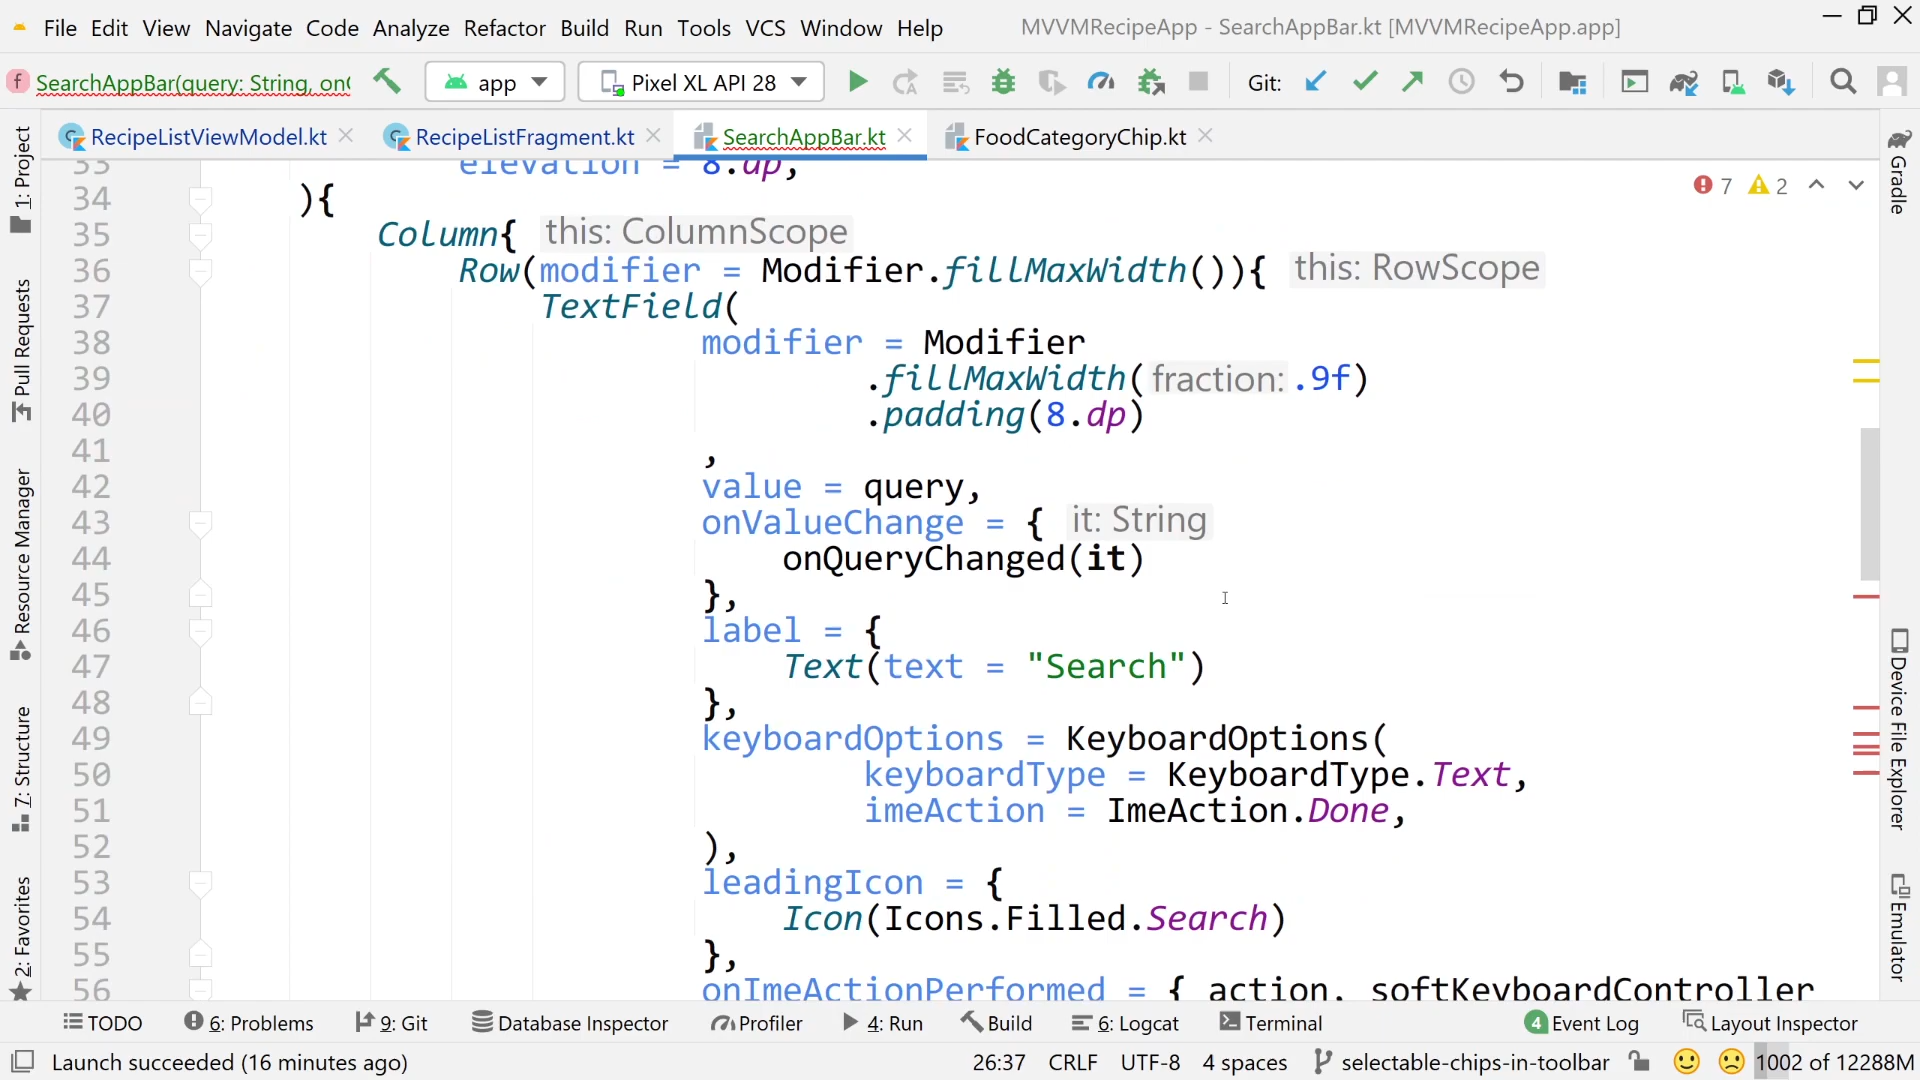 File Edit View Navigate Code Analyze Refactor Build Run Tools VCS Window Help MVVMRecipeApp - SearchAppBar.kt [MVVMRecipeApp.app]
f SearchAppBar(query: String, on app Pixel XL API 28 Git:
RecipeListViewModel.kt RecipeListFragment.kt SearchAppBar.kt FoodCategoryChip.kt
1: Project
Pull Requests
Resource Manager
7: Structure
2: Favorites
7 2
33 elevation = 8.dp,
34 ){
35 Column{ this: ColumnScope
36 Row(modifier = Modifier.fillMaxWidth()){ this: RowScope
37 TextField(
38 modifier = Modifier
39 .fillMaxWidth( fraction: .9f)
40 .padding(8.dp)
41 ,
42 value = query,
43 onValueChange = { it: String
44 onQueryChanged(it)
45 },
46 label = {
47 Text(text = "Search")
48 },
49 keyboardOptions = KeyboardOptions(
50 keyboardType = KeyboardType.Text,
51 imeAction = ImeAction.Done,
52 ),
53 leadingIcon = {
54 Icon(Icons.Filled.Search)
55 },
56 onImeActionPerformed = { action, softKeyboardController
Gradle
Device File Explorer
Emulator
TODO 6: Problems 9: Git Database Inspector Profiler 4: Run Build 6: Logcat Terminal 4 Event Log Layout Inspector
Launch succeeded (16 minutes ago) 26:37 CRLF UTF-8 4 spaces selectable-chips-in-toolbar 1002 of 12288M